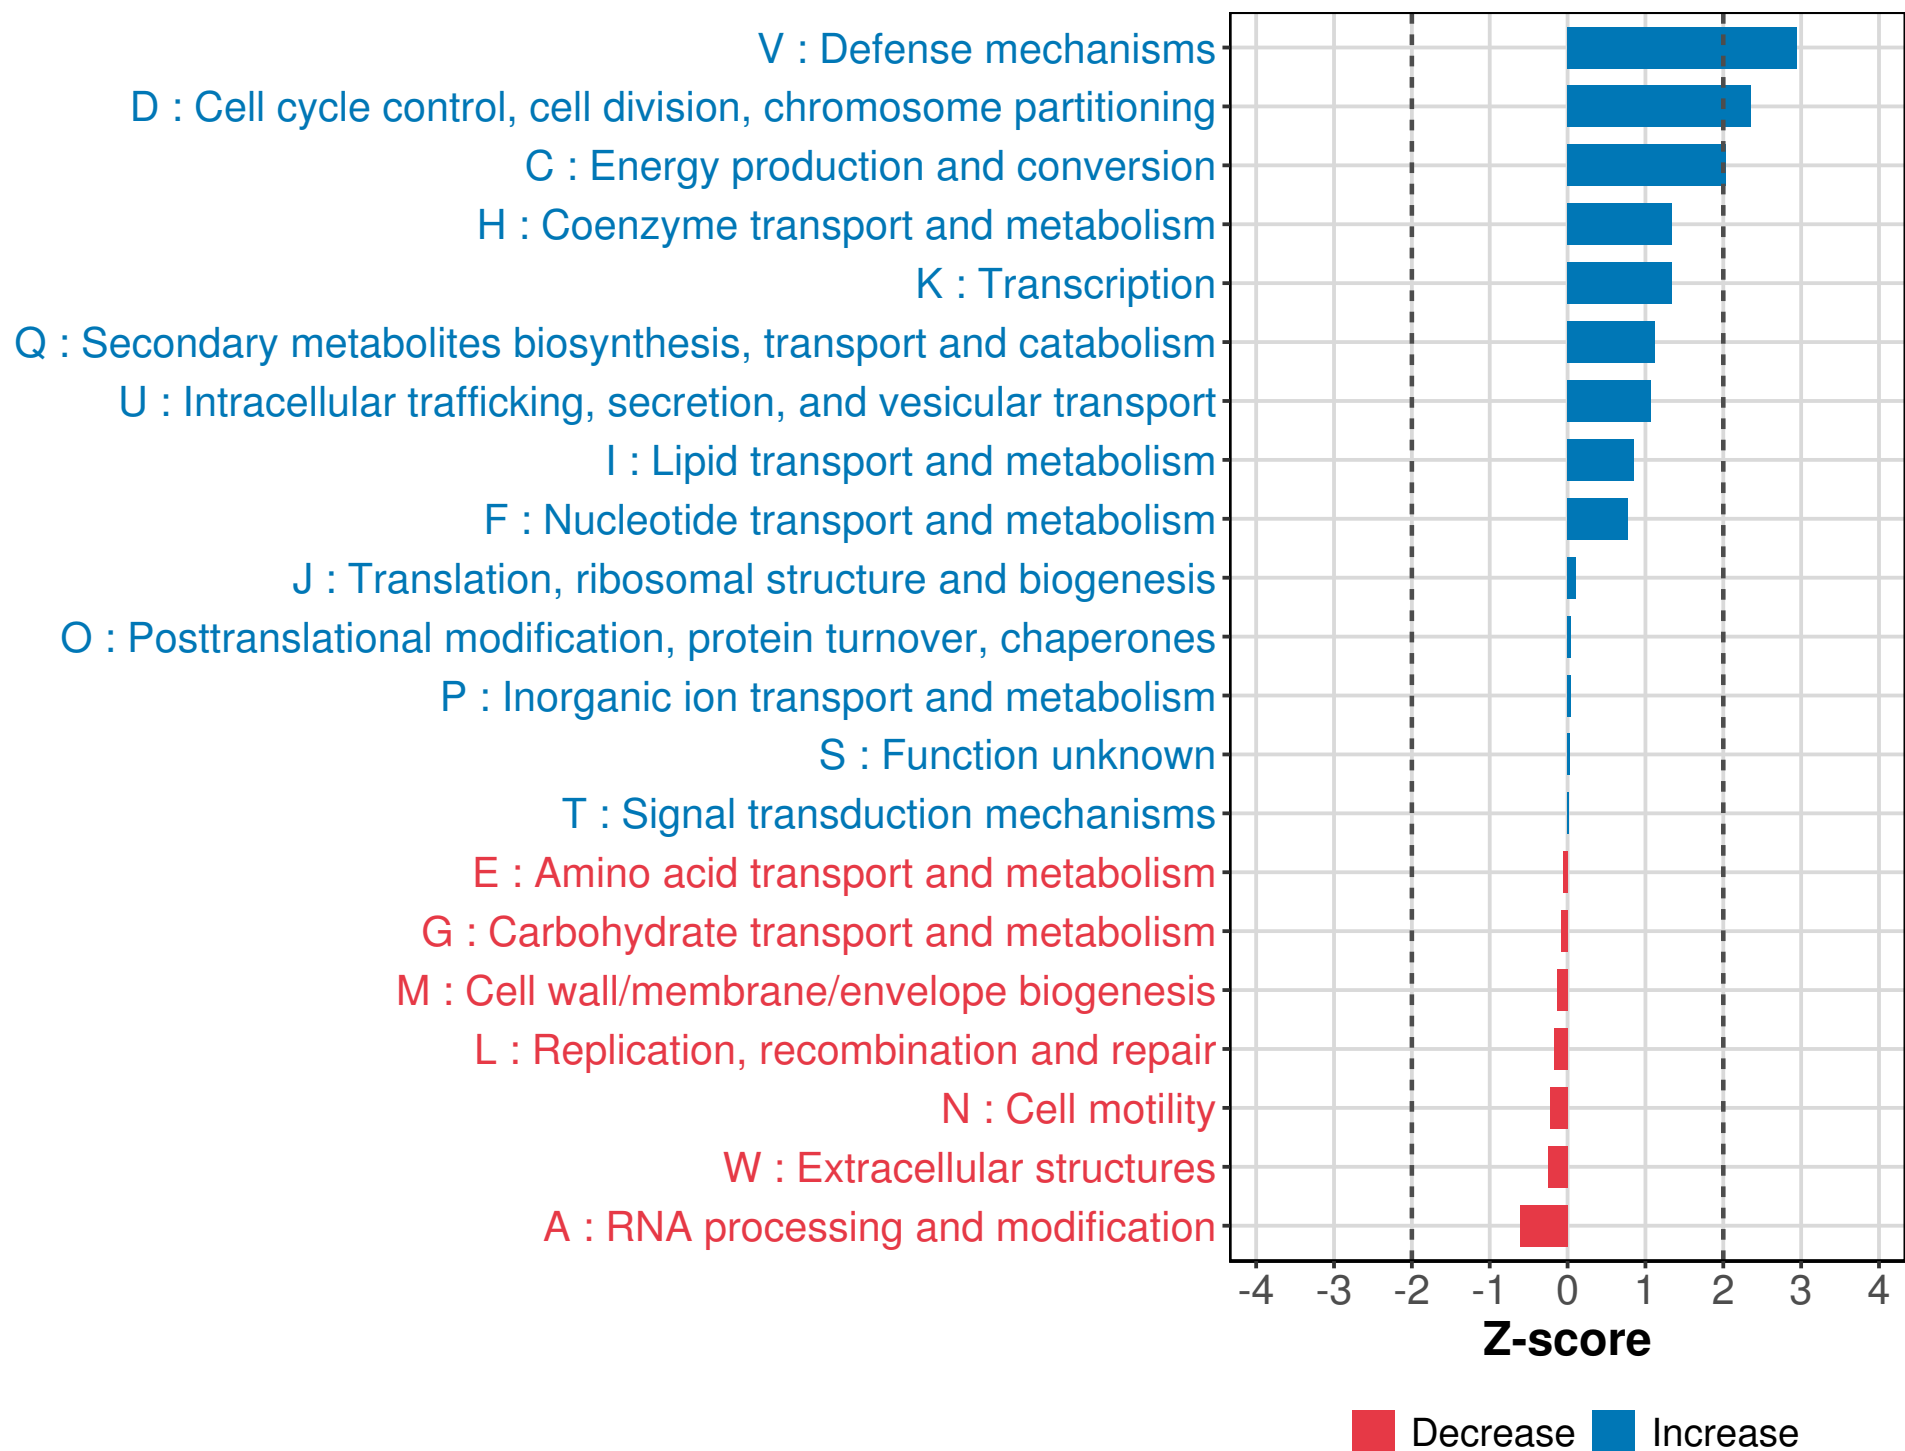 V : Defense mechanisms
D : Cell cycle control, cell division, chromosome partitioning
C : Energy production and conversion
H : Coenzyme transport and metabolism
K : Transcription
Q : Secondary metabolites biosynthesis, transport and catabolism
U : Intracellular trafficking, secretion, and vesicular transport
I : Lipid transport and metabolism
F : Nucleotide transport and metabolism
J : Translation, ribosomal structure and biogenesis
O : Posttranslational modification, protein turnover, chaperones
P : Inorganic ion transport and metabolism
S : Function unknown
T : Signal transduction mechanisms
E : Amino acid transport and metabolism
G : Carbohydrate transport and metabolism
M : Cell wall/membrane/envelope biogenesis
L : Replication, recombination and repair
N : Cell motility
W : Extracellular structures
A : RNA processing and modification
-4 -3 -2 -1 0 1 2 3 4
Z-score
Decrease Increase